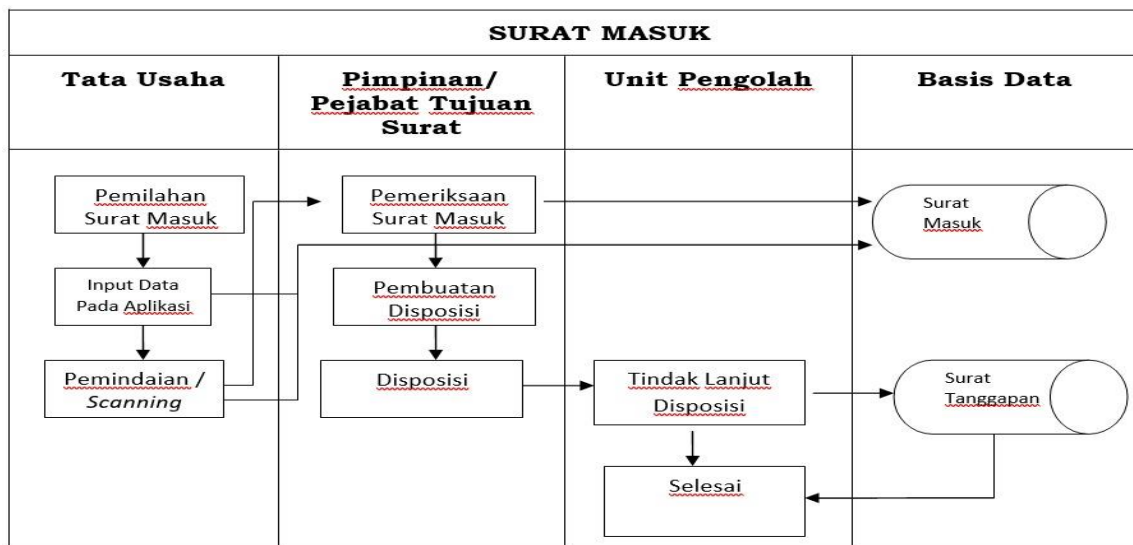 SURAT MASUK
Tata Usaha
Pimpinan/
Pejabat Tujuan
Surat
Unit Pengolah
Basis Data
Pemilahan
Surat Masuk
Pemeriksaan
Surat Masuk
Surat
Masuk
Input Data
Pada Aplikasi
Pembuatan
Disposisi
Pemindaian /
Scanning
Disposisi
Tindak Lanjut
Disposisi
Surat
Tanggapan
Selesai